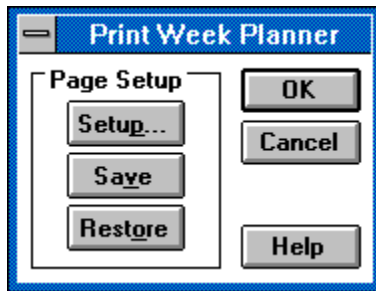 Print Week Planner
Page Setup
Setup...
Save
Restore
OK
Cancel
Help